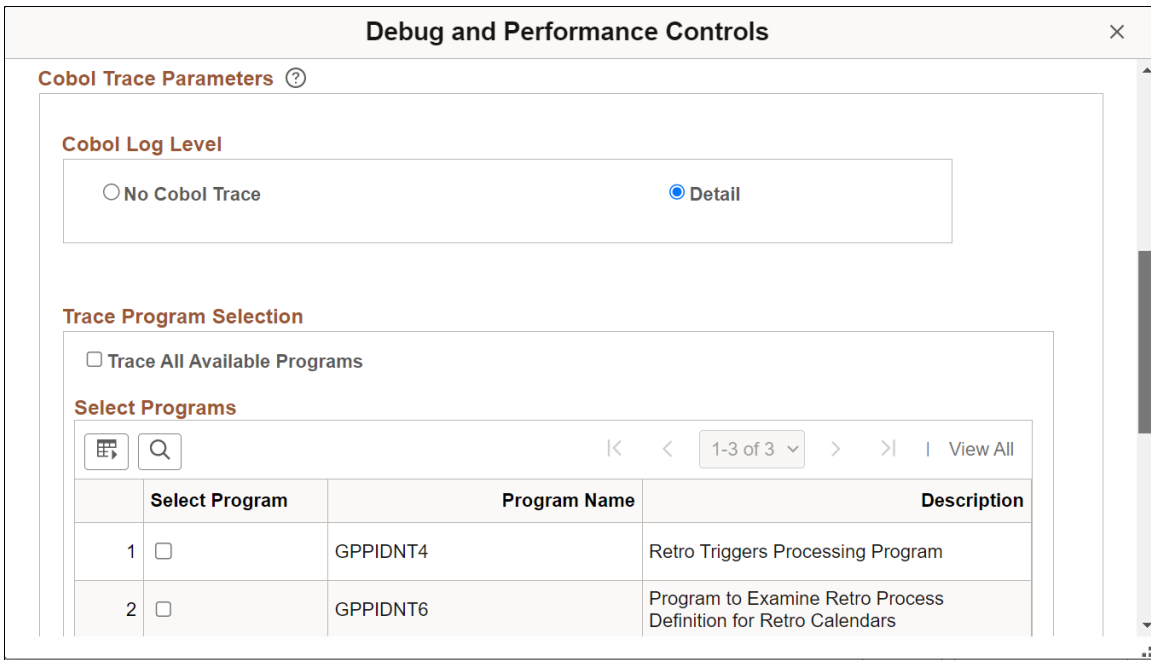 Debug and Performance Controls
Cobol Trace Parameters
Cobol Log Level
No Cobol Trace
Detail
Trace Program Selection
Trace All Available Programs
Select Programs
1-3 of 3
| View All
Select Program Program Name Description
1 GPPIDNT4 Retro Triggers Processing Program
2 GPPIDNT6 Program to Examine Retro Process
Definition for Retro Calendars